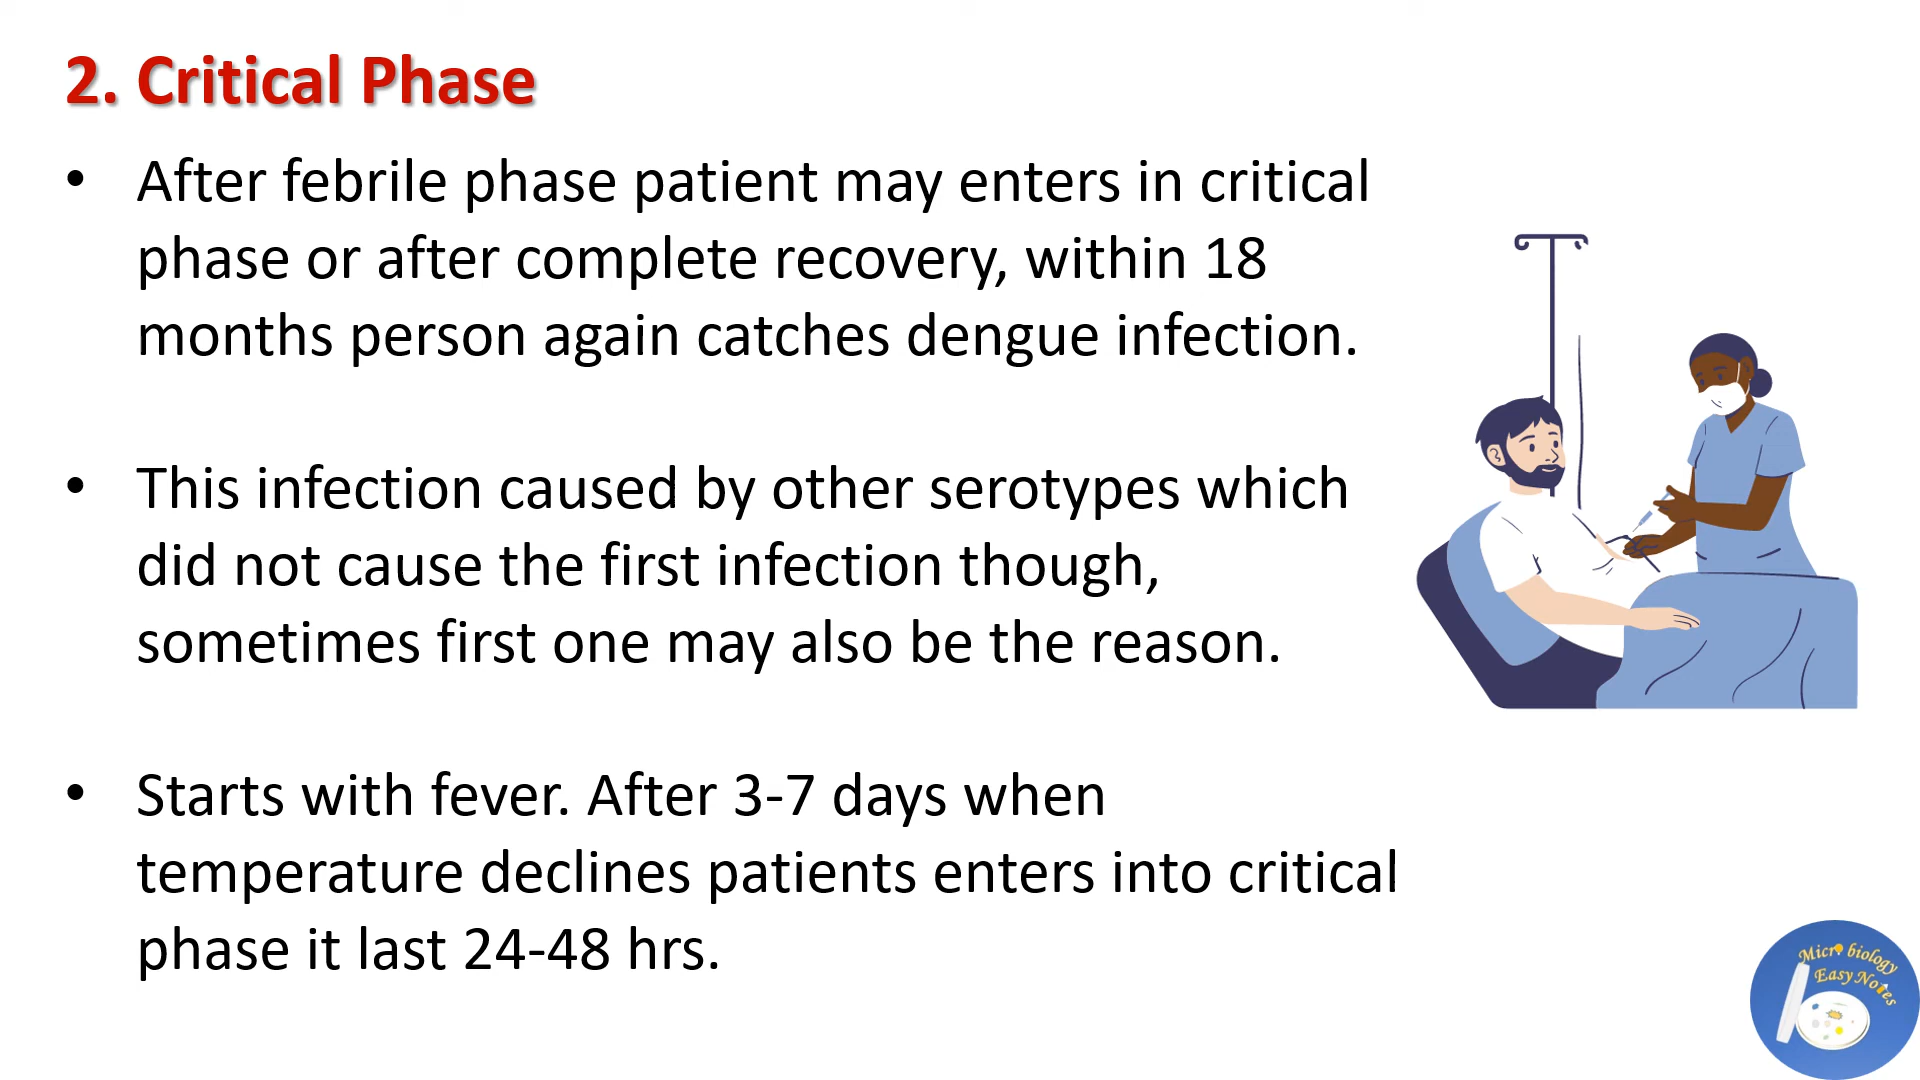 2. Critical Phase
• After febrile phase patient may enters in critical
phase or after complete recovery, within 18
months person again catches dengue infection.
• This infection caused by other serotypes which
did not cause the first infection though,
sometimes first one may also be the reason.
• Starts with fever. After 3-7 days when
temperature declines patients enters into critical
phase it last 24-48 hrs.
Micro biology
Easy Notes